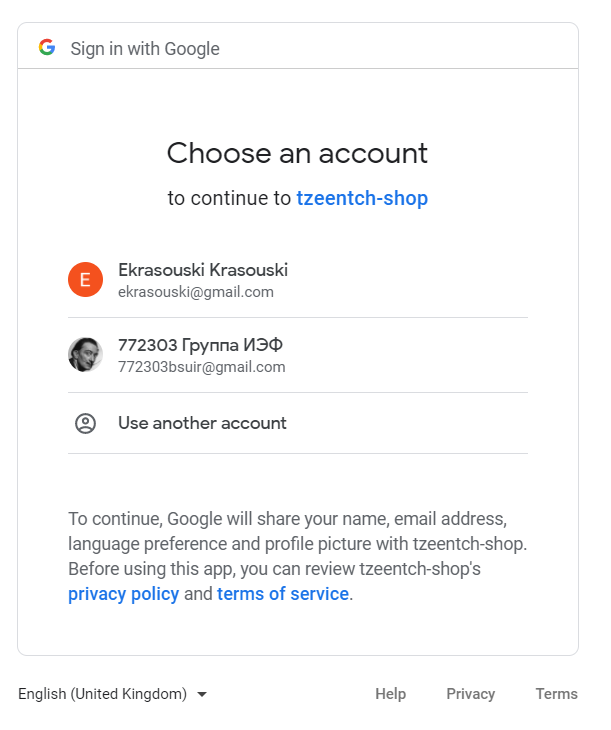 Sign in with Google
Choose an account
to continue to tzeentch-shop
E
Ekrasouski Krasouski
ekrasouski@gmail.com
772303 Группа ИЭФ
772303bsuir@gmail.com
Use another account
To continue, Google will share your name, email address,
language preference and profile picture with tzeentch-shop.
Before using this app, you can review tzeentch-shop's
privacy policy and terms of service.
English (United Kingdom)
Help Privacy Terms